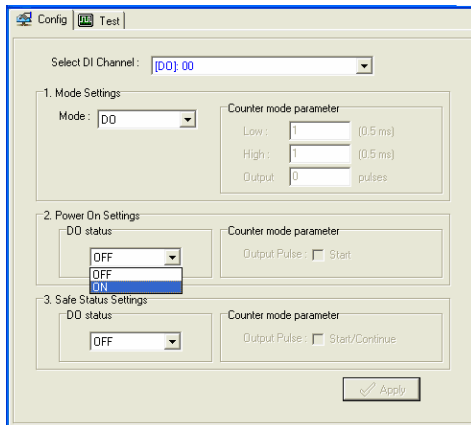 Config Test
Select DI Channel : [DO]: 00
1. Mode Settings
Mode : DO
Counter mode parameter
Low : 1 (0.5 ms)
High : 1 (0.5 ms)
Output 0 pulses
2. Power On Settings
DO status
OFF
OFF
ON
Counter mode parameter
Output Pulse : Start
3. Safe Status Settings
DO status
OFF
Counter mode parameter
Output Pulse : Start/Continue
Apply